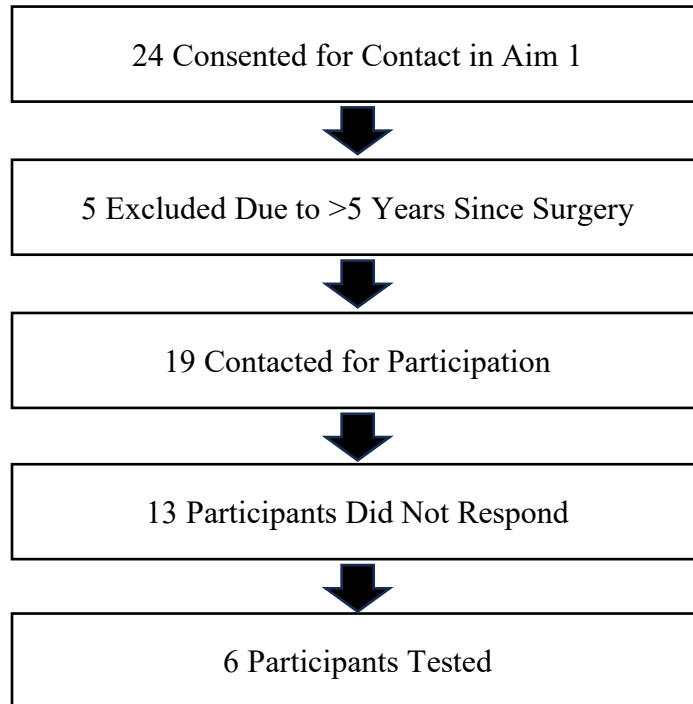 24 Consented for Contact in Aim 1
5 Excluded Due to >5 Years Since Surgery
19 Contacted for Participation
13 Participants Did Not Respond
6 Participants Tested